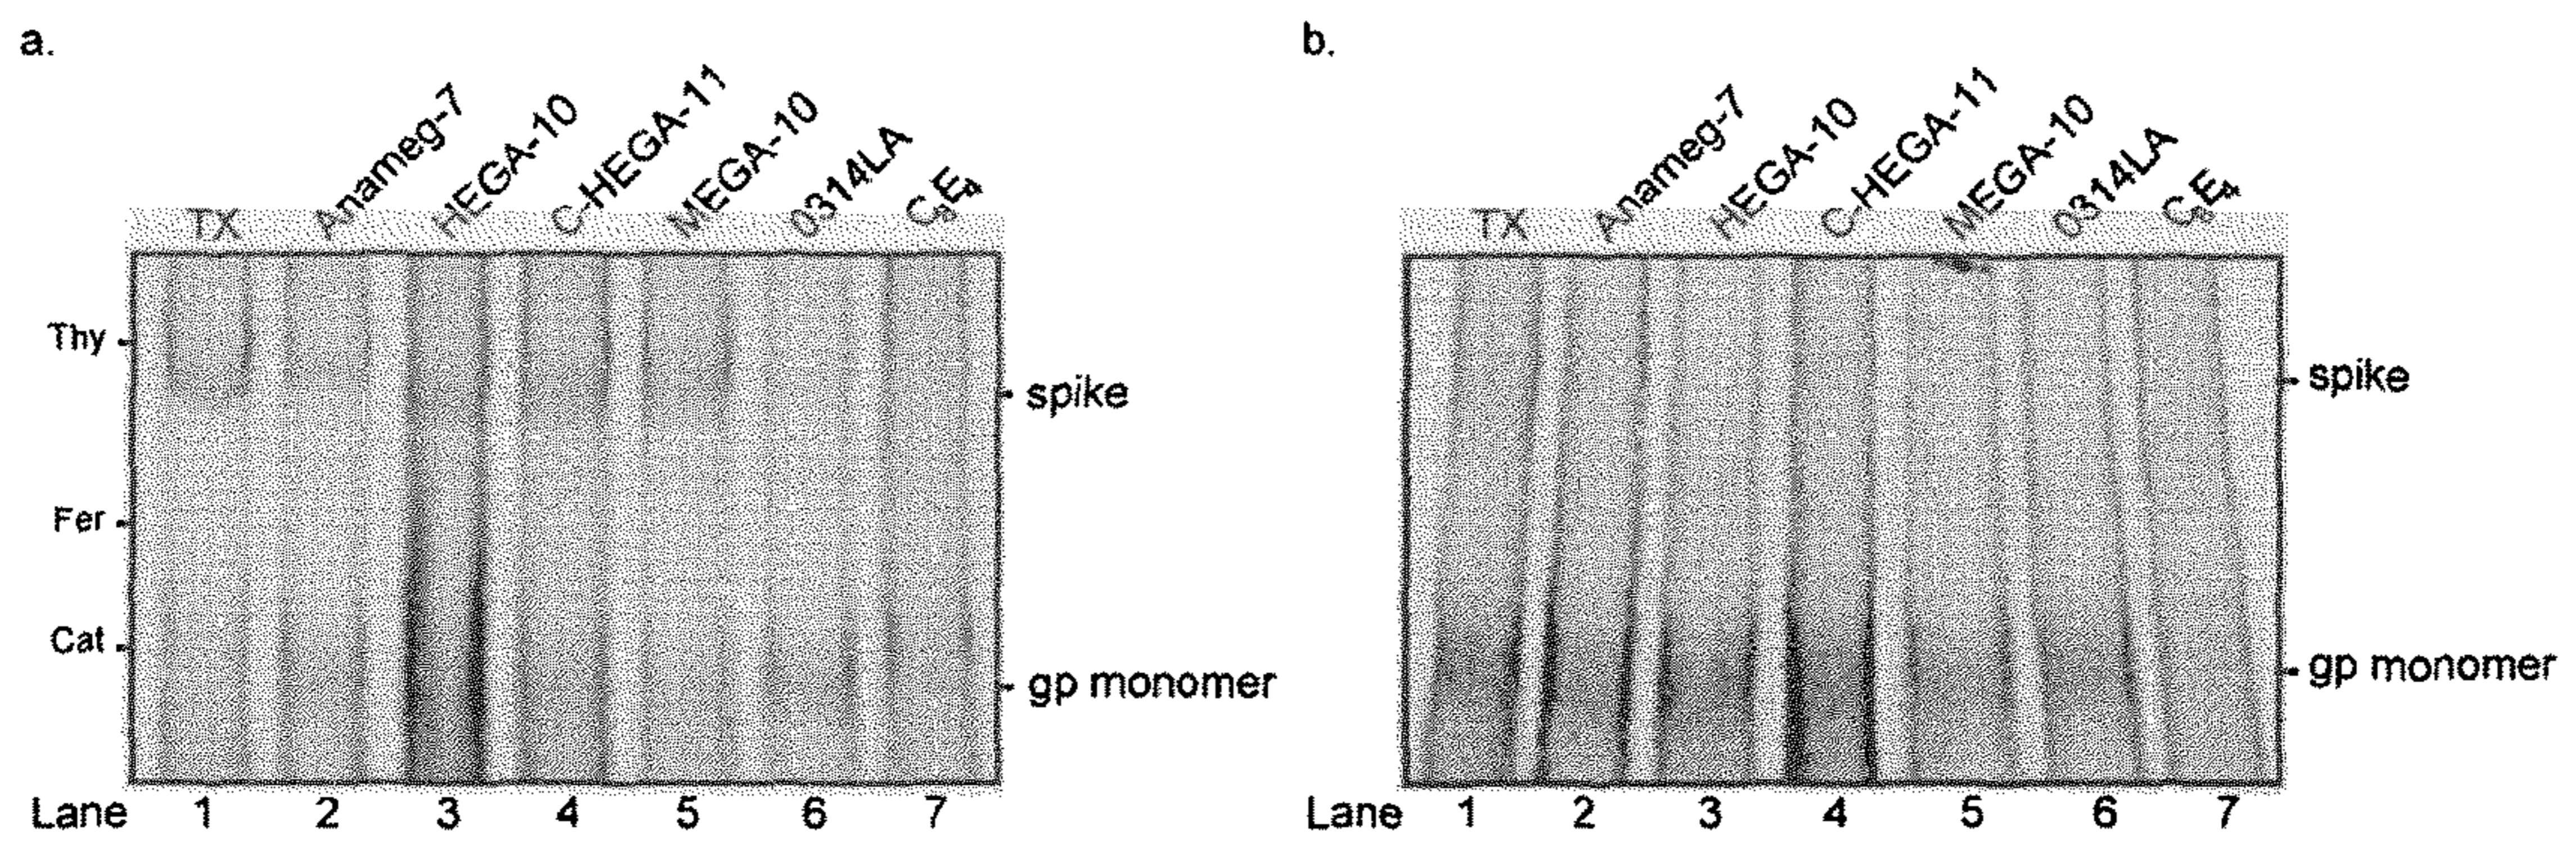 a.
TX Anameg-7 HEGA-10 C-HEGA-11 MEGA-10 0314LA C₈E₄
Thy
Fer
Cat
spike
gp monomer
Lane 1 2 3 4 5 6 7
b.
TX Anameg-7 HEGA-10 C-HEGA-11 MEGA-10 0314LA C₈E₄
spike
gp monomer
Lane 1 2 3 4 5 6 7